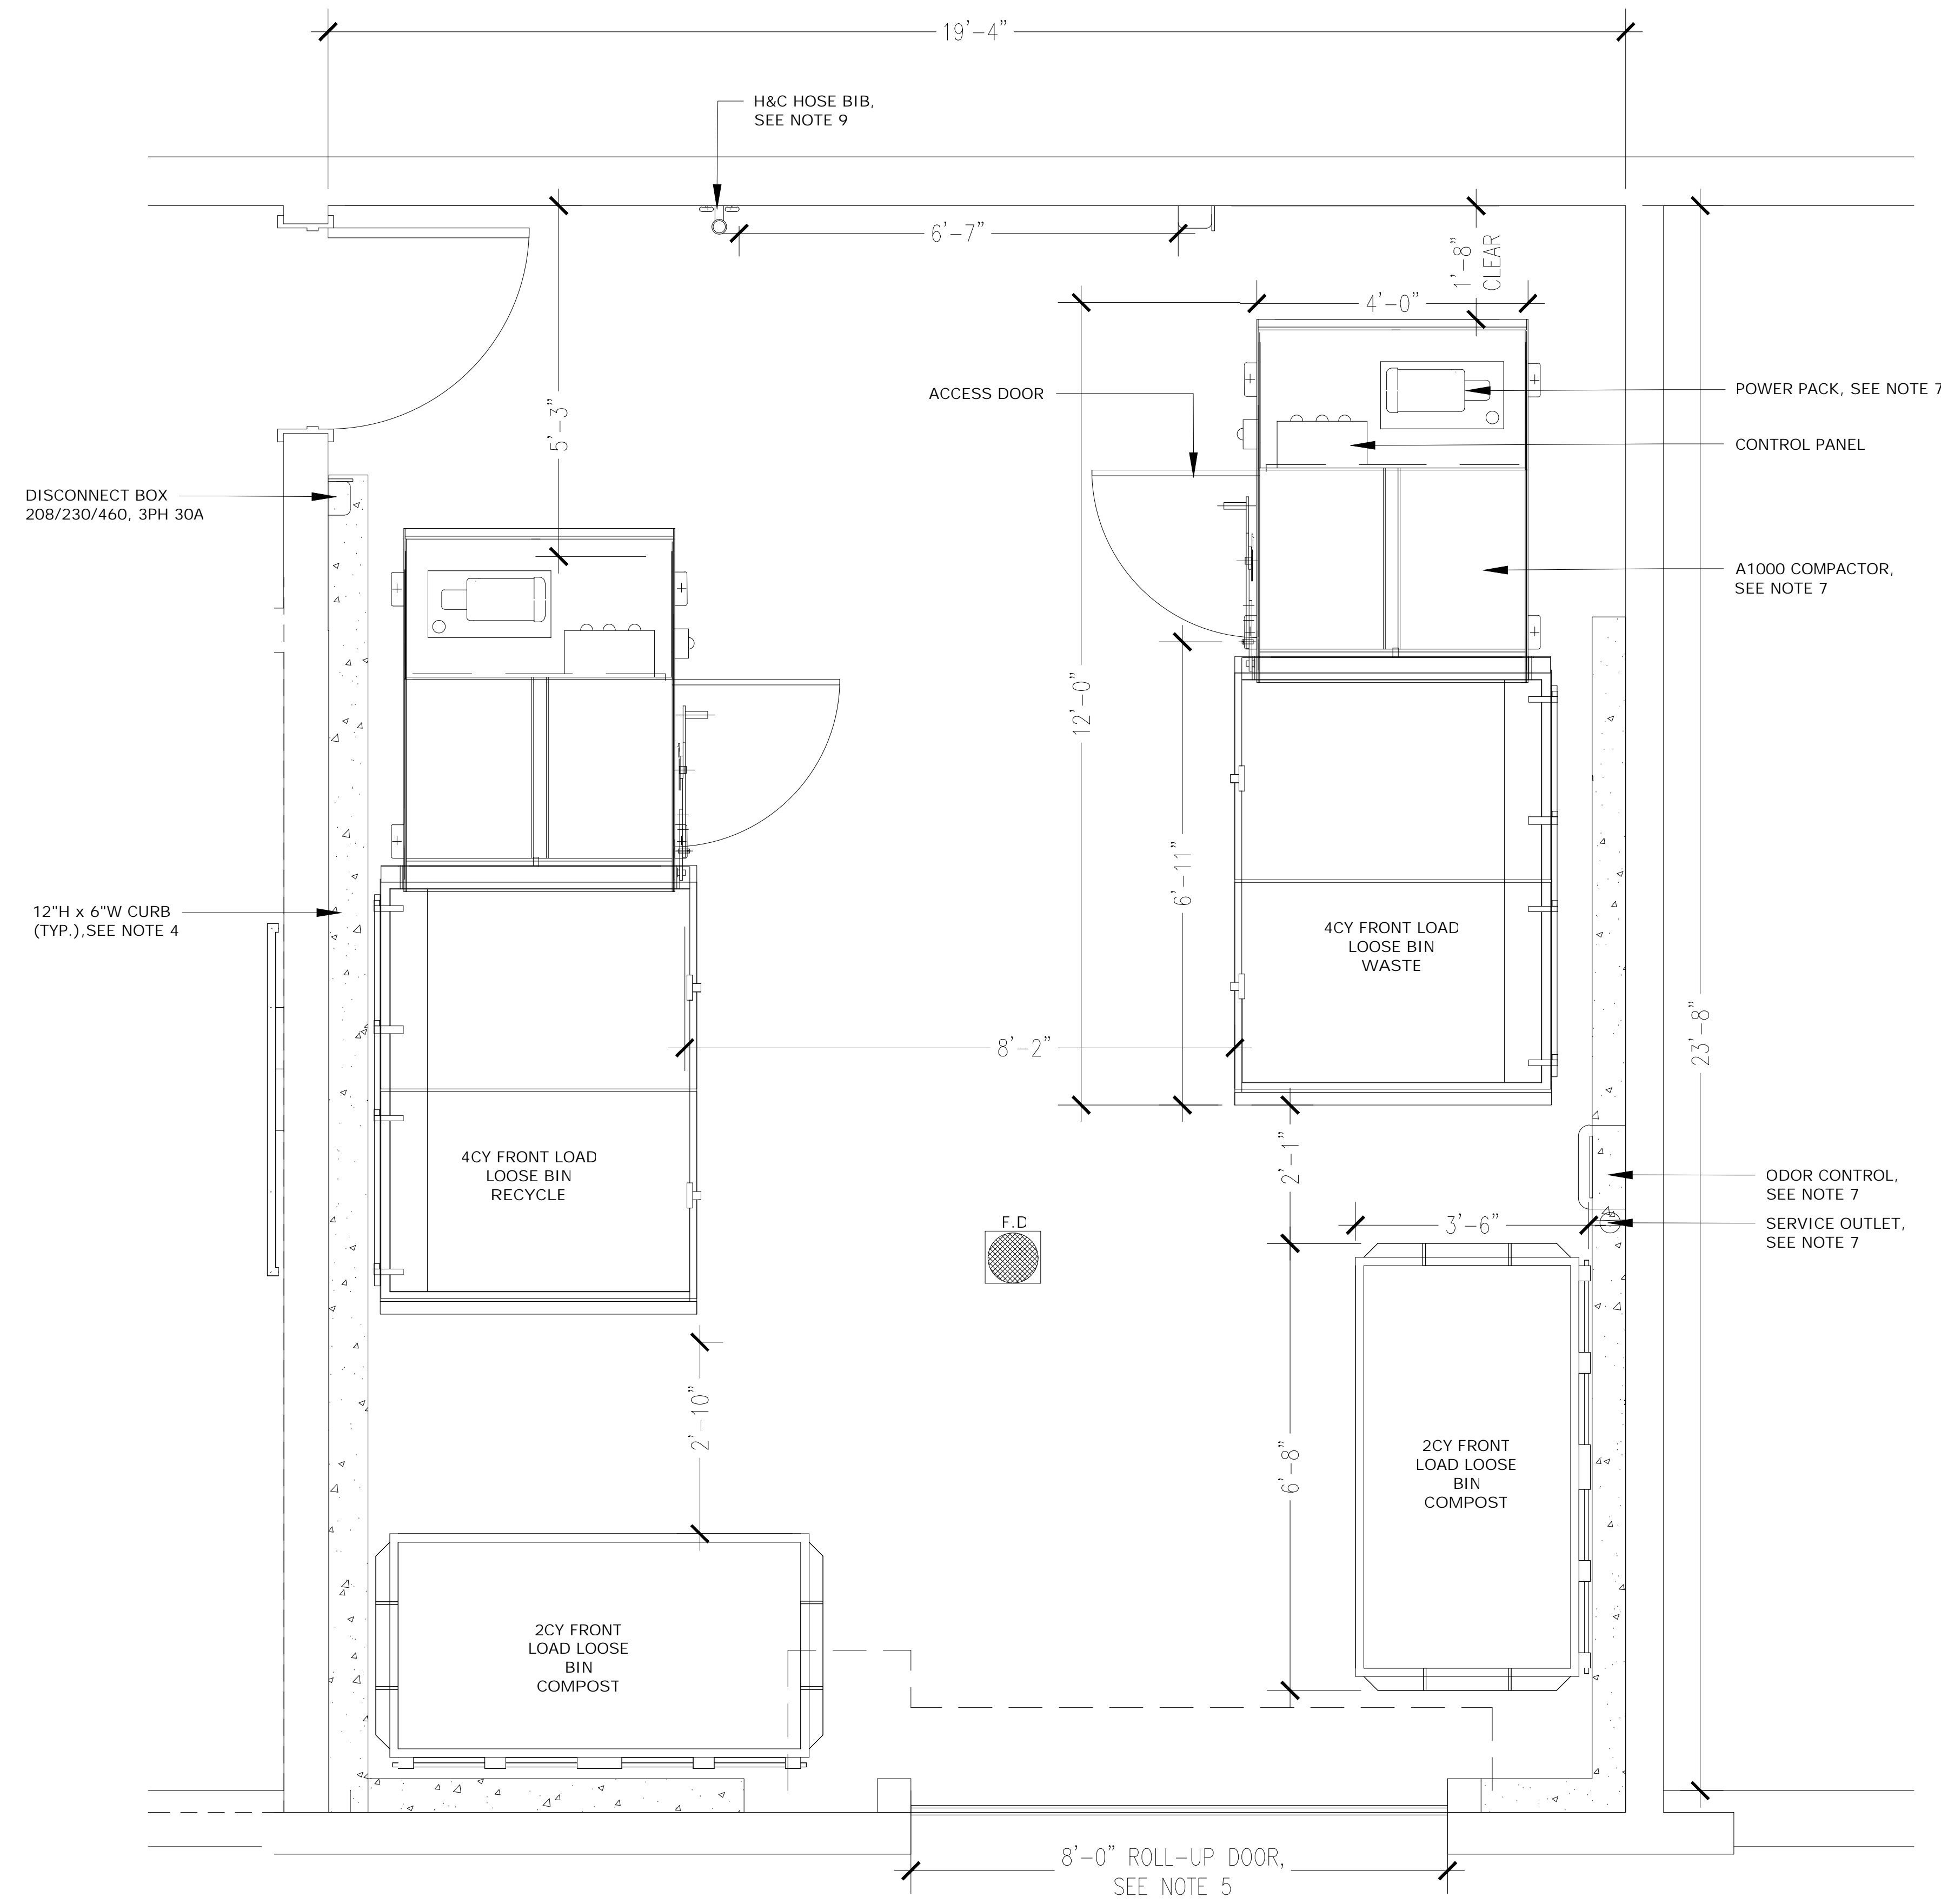 19'-4"
H&C HOSE BIB,
SEE NOTE 9
6'-7"
1'-8"
CLEAR
4'-0"
ACCESS DOOR
POWER PACK, SEE NOTE 7
5'-3"
CONTROL PANEL
DISCONNECT BOX
208/230/460, 3PH 30A
A1000 COMPACTOR,
SEE NOTE 7
12'-0"
6'-11"
12"H x 6"W CURB
(TYP.),SEE NOTE 4
4CY FRONT LOAD
LOOSE BIN
WASTE
8'-2"
23'-8"
4CY FRONT LOAD
LOOSE BIN
RECYCLE
2'-1"
ODOR CONTROL,
SEE NOTE 7
F.D
3'-6"
SERVICE OUTLET,
SEE NOTE 7
2'-10"
6'-8"
2CY FRONT
LOAD LOOSE
BIN
COMPOST
2CY FRONT
LOAD LOOSE
BIN
COMPOST
8'-0" ROLL-UP DOOR,
SEE NOTE 5